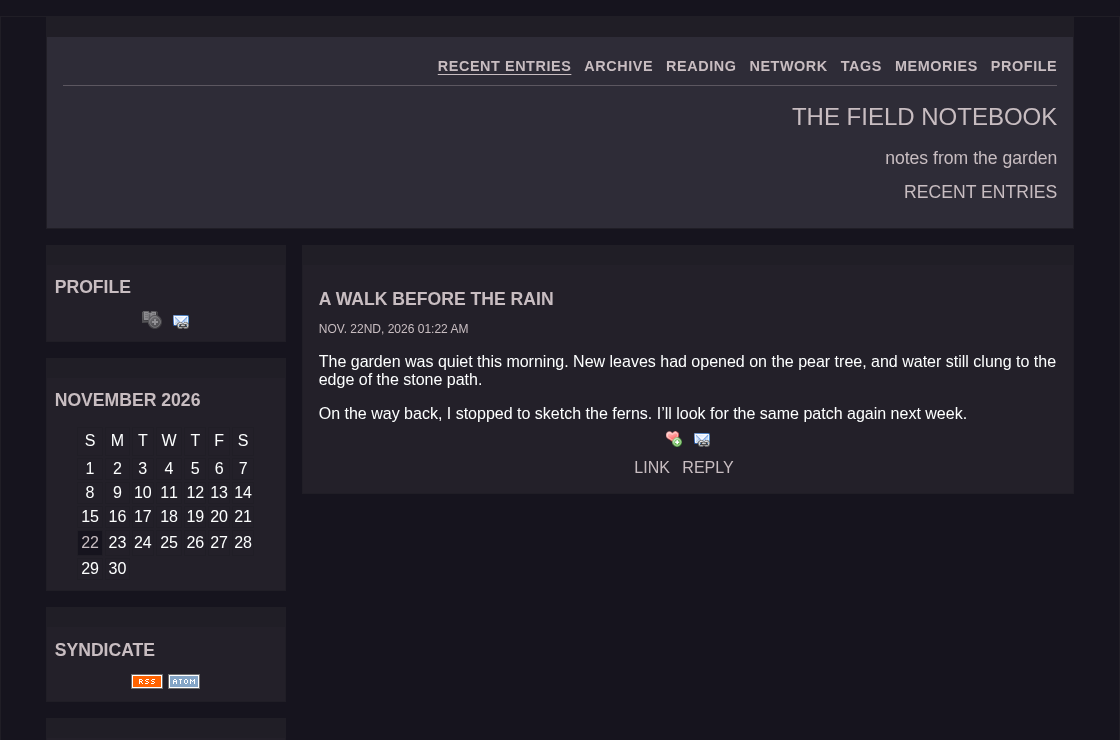 RECENT ENTRIES ARCHIVE READING NETWORK TAGS MEMORIES PROFILE
THE FIELD NOTEBOOK
notes from the garden
RECENT ENTRIES
PROFILE
NOVEMBER 2026
S M T W T F S
1 2 3 4 5 6 7
8 9 10 11 12 13 14
15 16 17 18 19 20 21
22 23 24 25 26 27 28
29 30
SYNDICATE
RSS ATOM
A WALK BEFORE THE RAIN
NOV. 22ND, 2026 01:22 AM
The garden was quiet this morning. New leaves had opened on the pear tree, and water still clung to the
edge of the stone path.
On the way back, I stopped to sketch the ferns. I’ll look for the same patch again next week.
LINK REPLY